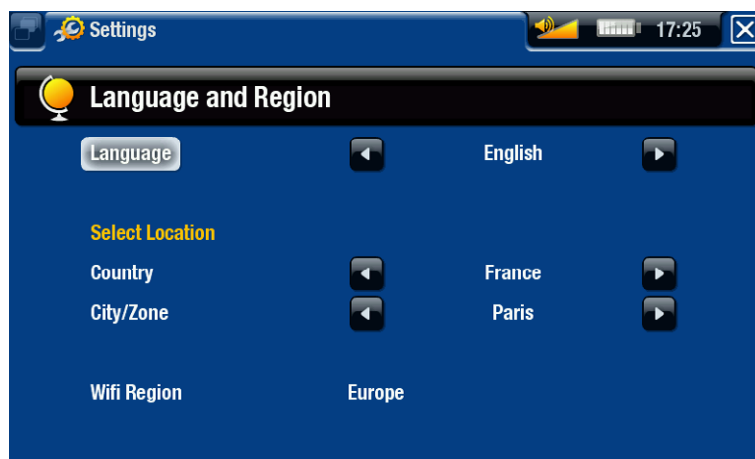 Settings 17:25
Language and Region
Language English
Select Location
Country France
City/Zone Paris
Wifi Region Europe